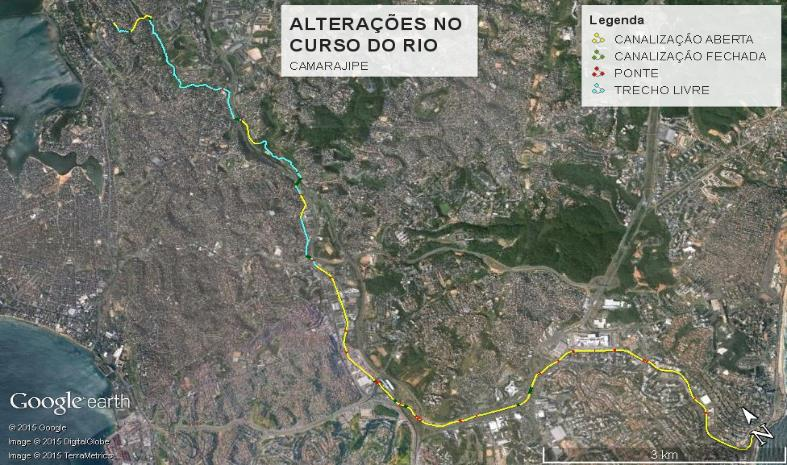 ALTERAÇÕES NO
CURSO DO RIO
CAMARAJIPE
Legenda
CANALIZAÇÃO ABERTA
CANALIZAÇÃO FECHADA
PONTE
TRECHO LIVRE
Google earth
© 2015 Google
Image © 2015 DigitalGlobe
Image © 2015 TerraMetrics
N
3 km